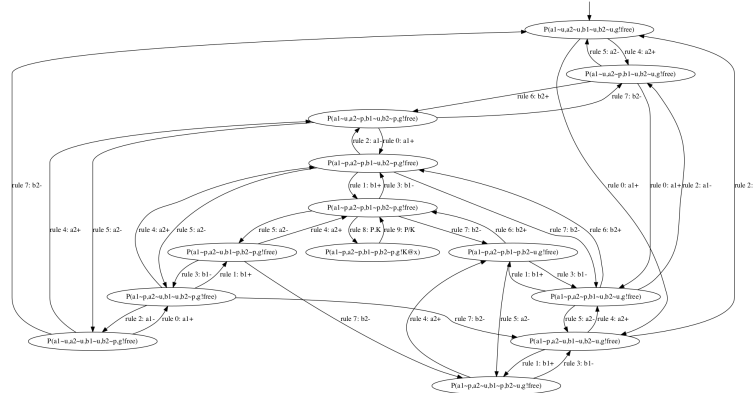 P(a1~u,a2~u,b1~u,b2~u,g!free)
rule 5: a2-
rule 4: a2+
P(a1~u,a2~p,b1~u,b2~u,g!free)
rule 6: b2+
rule 7: b2-
P(a1~u,a2~p,b1~u,b2~p,g!free)
rule 2: a1-
rule 0: a1+
P(a1~p,a2~p,b1~u,b2~p,g!free)
rule 7: b2-
rule 4: a2+
rule 5: a2-
rule 1: b1+
rule 3: b1-
rule 0: a1+
rule 0: a1+
rule 2: a1-
rule 2:
P(a1~p,a2~p,b1~p,b2~p,g!free)
rule 4: a2+
rule 5: a2-
rule 5: a2-
rule 4: a2+
rule 8: P.K
rule 9: P/K
rule 7: b2-
rule 6: b2+
rule 7: b2-
rule 6: b2+
P(a1~p,a2~u,b1~p,b2~p,g!free)
P(a1~p,a2~p,b1~p,b2~p,g!K@x)
P(a1~p,a2~p,b1~p,b2~u,g!free)
rule 3: b1-
rule 1: b1+
rule 1: b1+
rule 3: b1-
P(a1~p,a2~u,b1~u,b2~p,g!free)
P(a1~p,a2~p,b1~u,b2~u,g!free)
rule 2: a1-
rule 0: a1+
rule 7: b2-
rule 4: a2+
rule 5: a2-
rule 7: b2-
rule 5: a2-
rule 4: a2+
P(a1~u,a2~u,b1~u,b2~p,g!free)
P(a1~p,a2~u,b1~u,b2~u,g!free)
rule 1: b1+
rule 3: b1-
P(a1~p,a2~u,b1~p,b2~u,g!free)